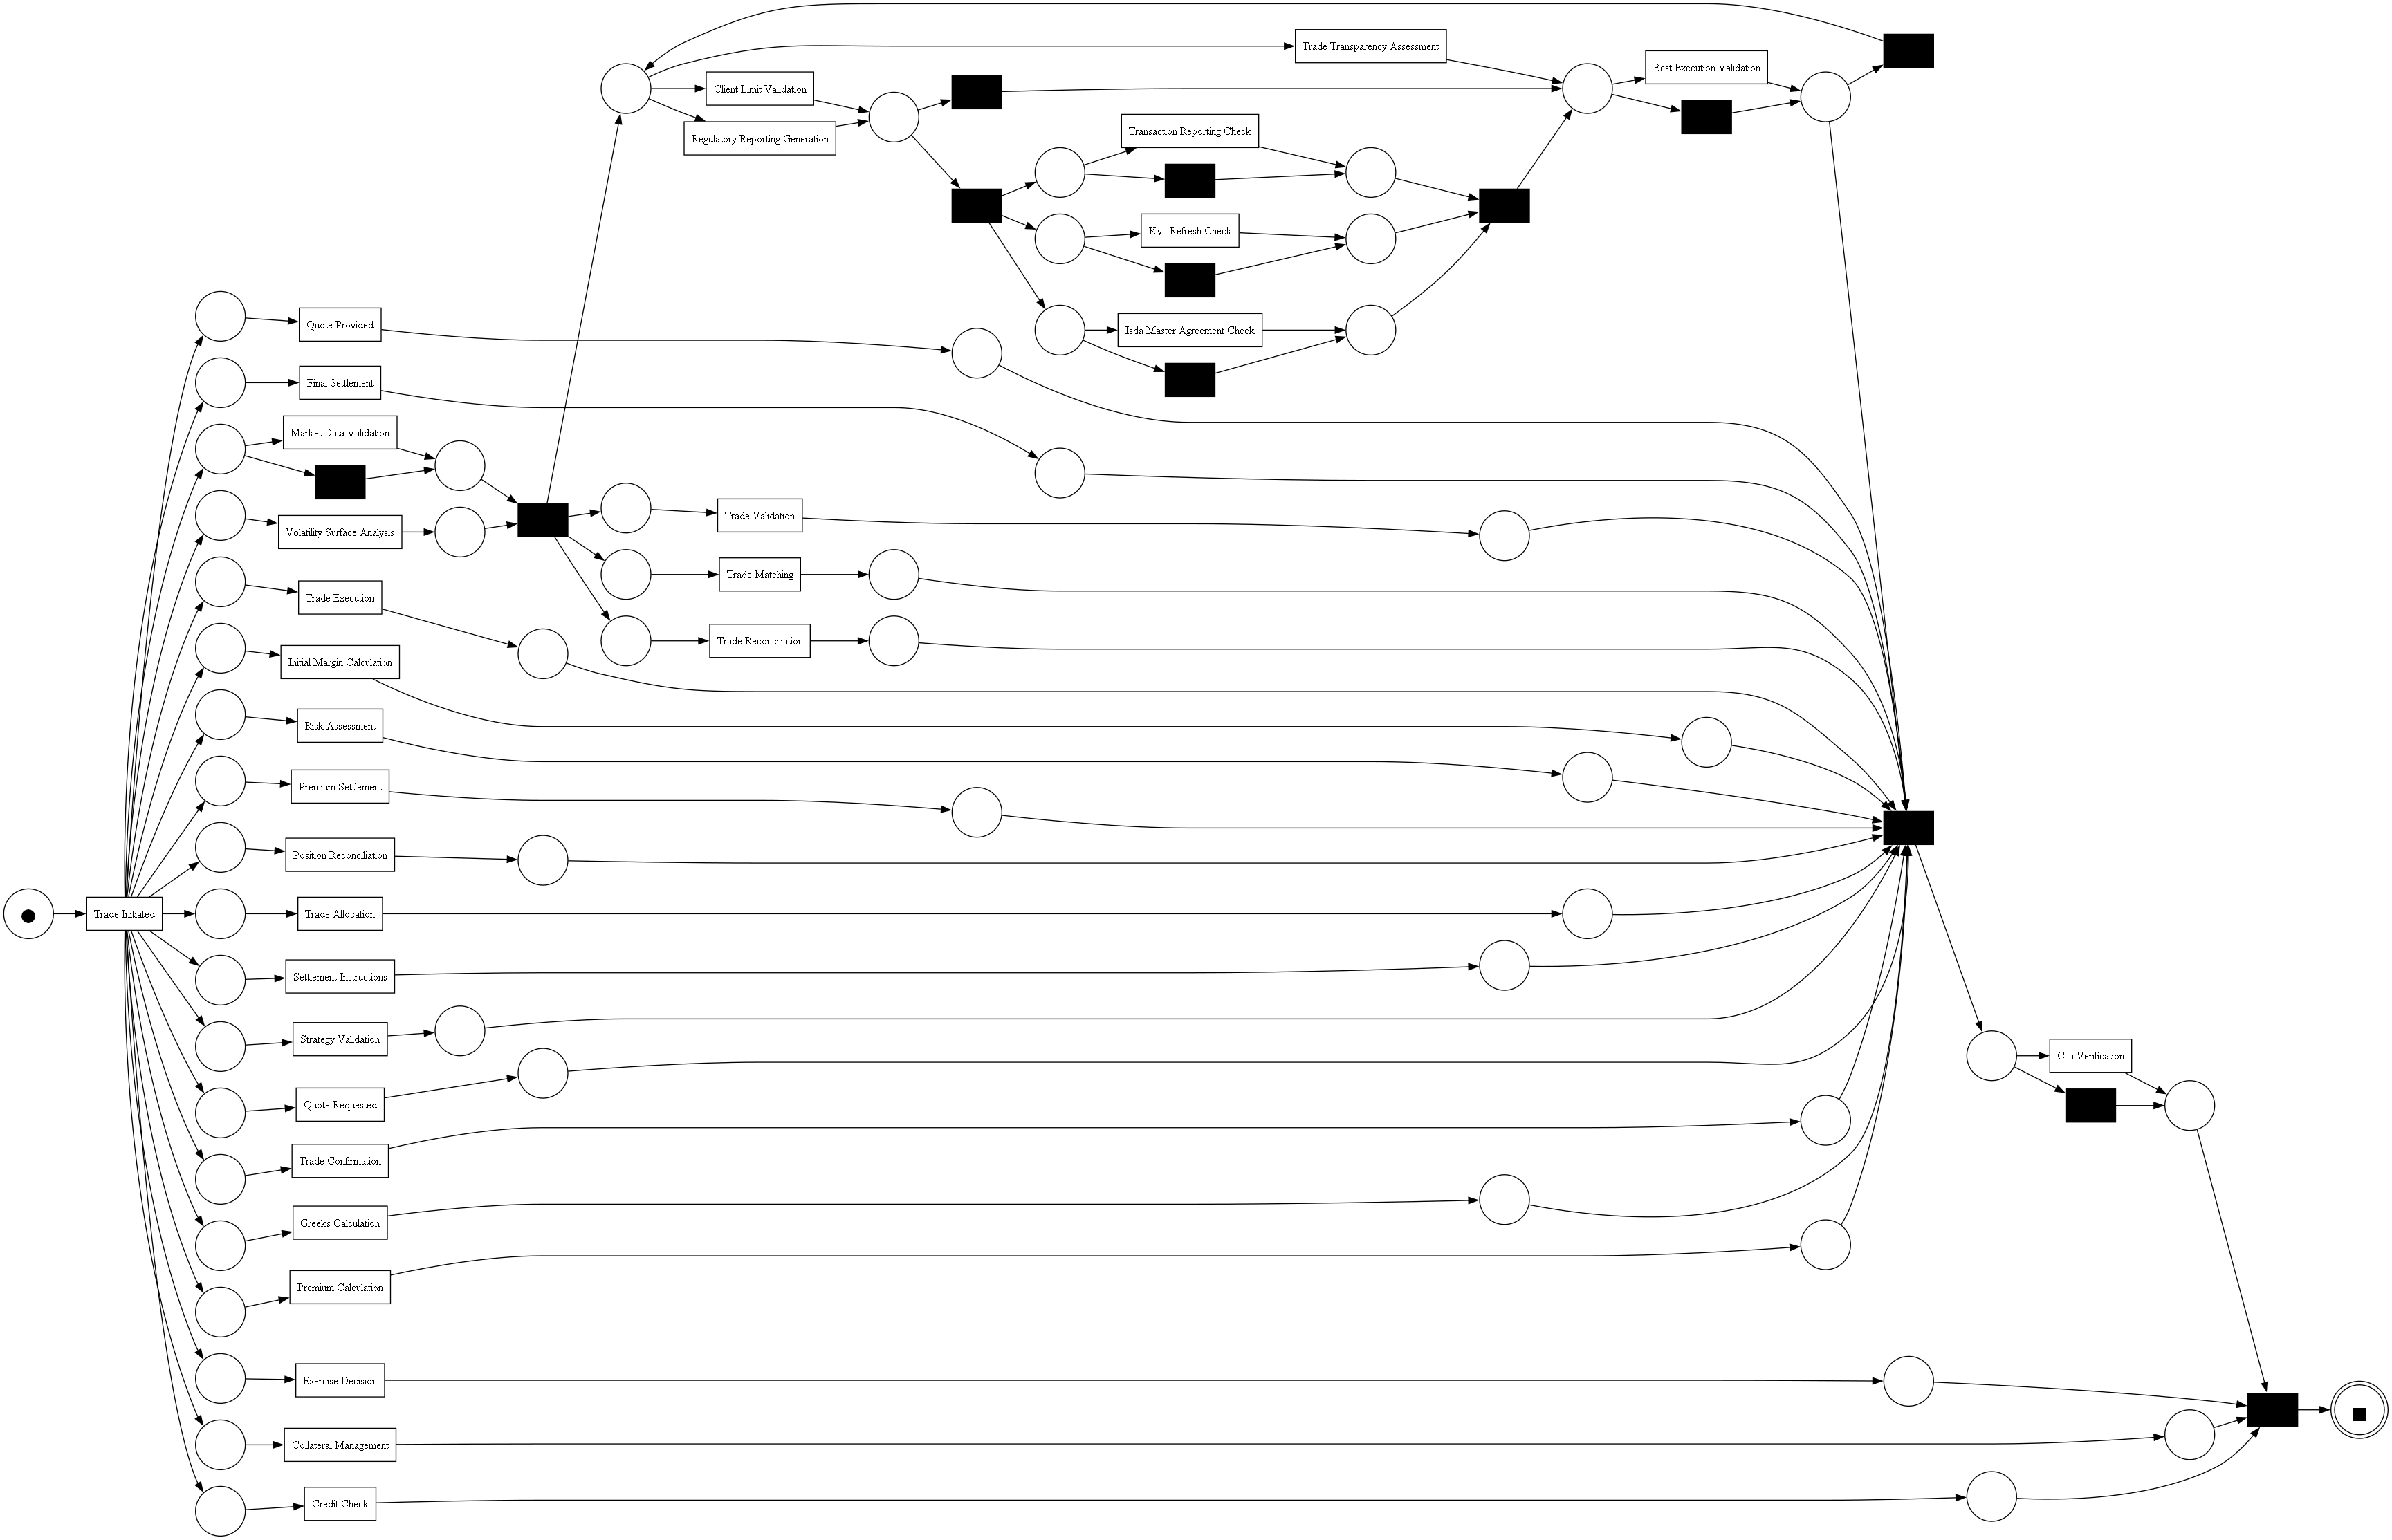 Trade Transparency Assessment
Best Execution Validation
Client Limit Validation
Regulatory Reporting Generation
Transaction Reporting Check
Kyc Refresh Check
Isda Master Agreement Check
Quote Provided
Final Settlement
Market Data Validation
Volatility Surface Analysis
Trade Validation
Trade Matching
Trade Execution
Trade Reconciliation
Initial Margin Calculation
Risk Assessment
Premium Settlement
Position Reconciliation
Trade Initiated
Trade Allocation
Settlement Instructions
Strategy Validation
Csa Verification
Quote Requested
Trade Confirmation
Greeks Calculation
Premium Calculation
Exercise Decision
Collateral Management
Credit Check